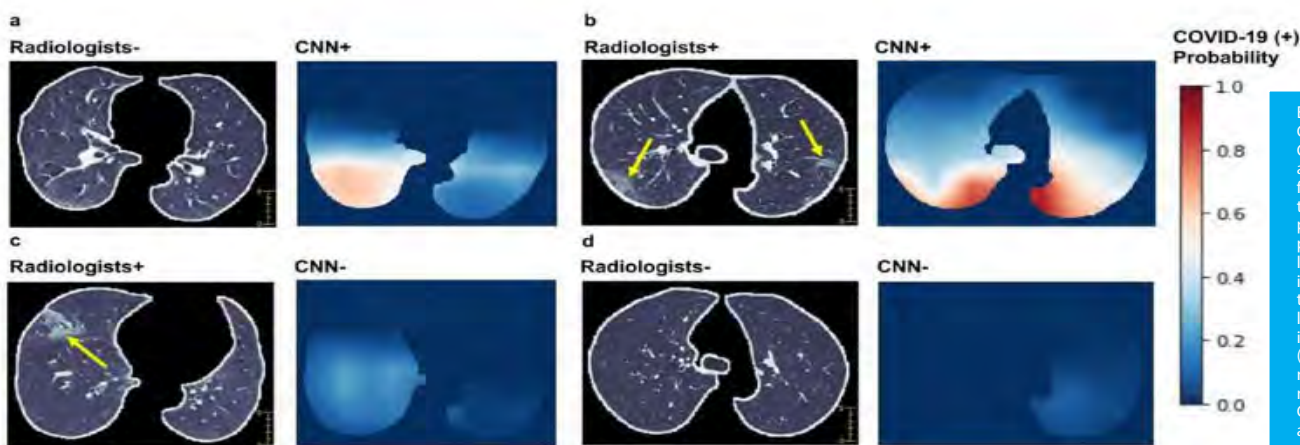 a
Radiologists-
CNN+
b
Radiologists+
CNN+
COVID-19 (+)
Probability
1.0
0.8
0.6
0.4
0.2
0.0
c
Radiologists+
CNN-
d
Radiologists-
CNN-